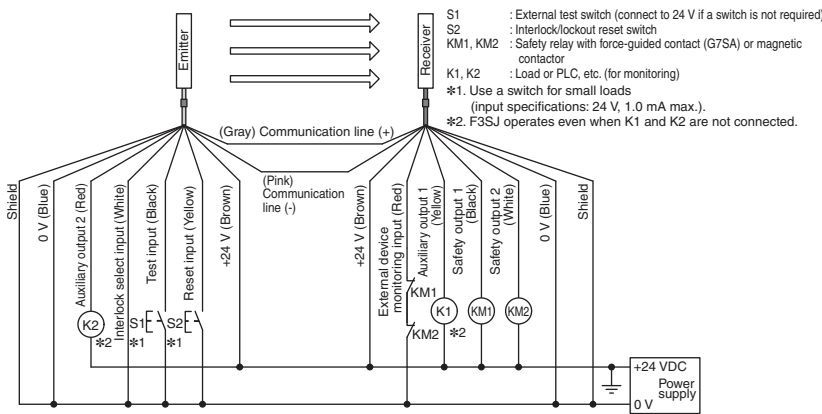 S1 : External test switch (connect to 24 V if a switch is not required)
S2 : Interlock/lockout reset switch
KM1, KM2 : Safety relay with force-guided contact (G7SA) or magnetic
contactor
K1, K2 : Load or PLC, etc. (for monitoring)
*1. Use a switch for small loads
(input specifications: 24 V, 1.0 mA max.).
*2. F3SJ operates even when K1 and K2 are not connected.
Emitter
Receiver
(Gray) Communication line (+)
(Pink)
Communication
line (-)
Shield
0 V (Blue)
Auxiliary output 2 (Red)
Interlock select input (White)
Test input (Black)
Reset input (Yellow)
+24 V (Brown)
+24 V (Brown)
External device
monitoring input (Red)
Auxiliary output 1
(Yellow)
Safety output 1
(Black)
Safety output 2
(White)
0 V (Blue)
Shield
K2
*2
S1
*1
S2
*1
KM1
KM2
K1
*2
KM1
KM2
+24 VDC
Power
supply
0 V